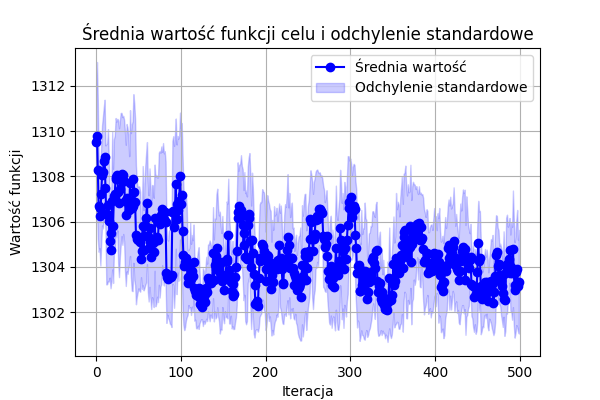 Średnia wartość funkcji celu i odchylenie standardowe
Średnia wartość
Odchylenie standardowe
Wartość funkcji
1312
1310
1308
1306
1304
1302
0 100 200 300 400 500
Iteracja